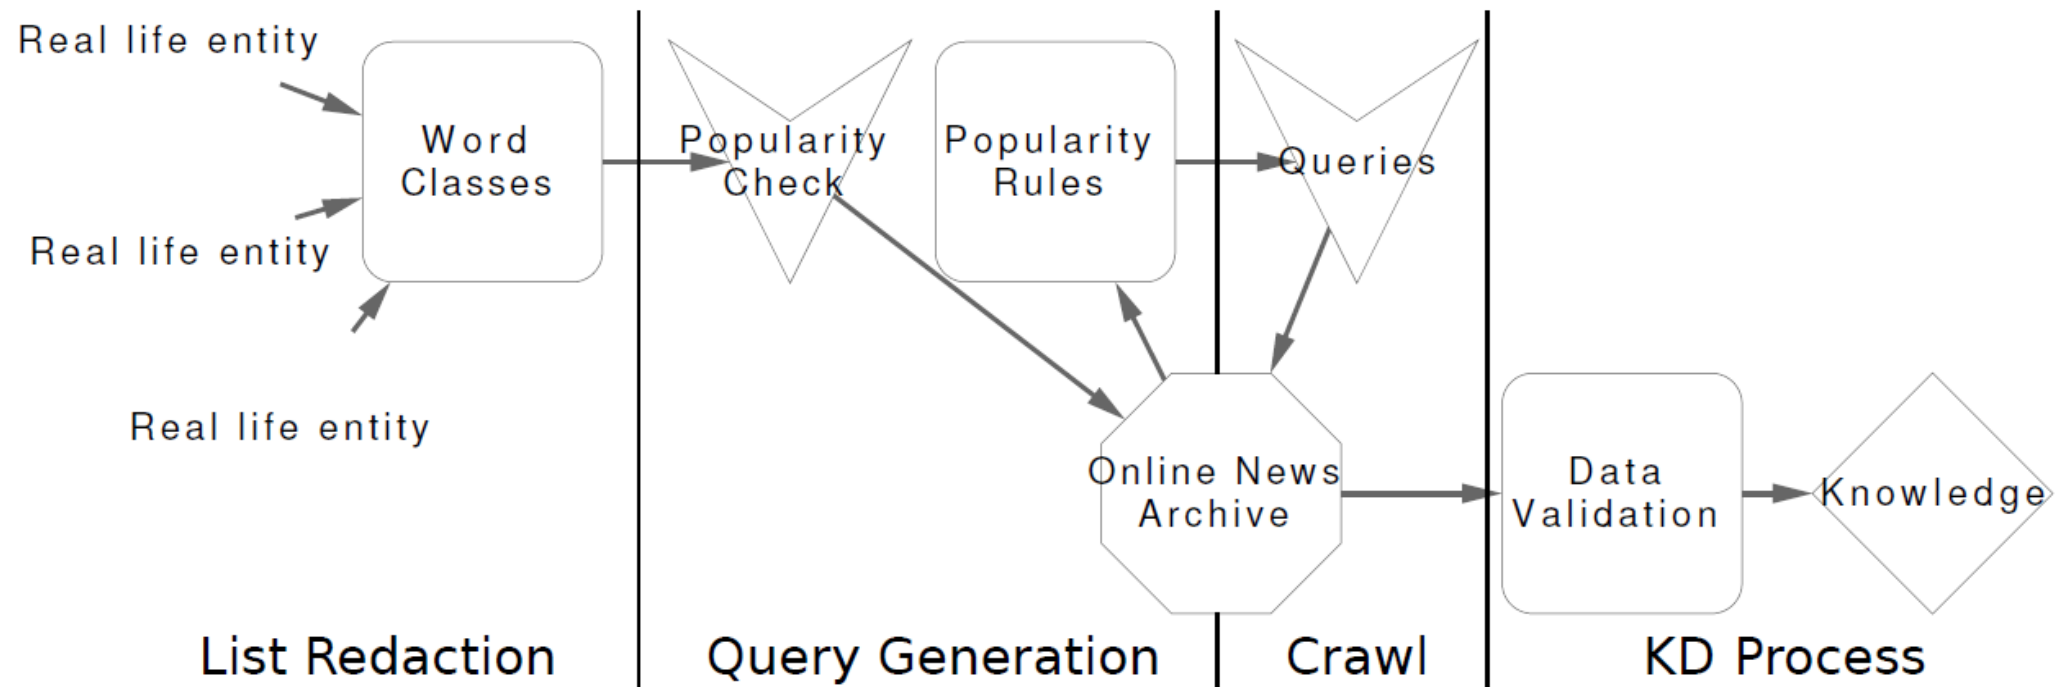 Real life entity
Real life entity
Real life entity
Word
Classes
Popularity
Check
Popularity
Rules
Queries
Online News
Archive
Data
Validation
Knowledge
List Redaction
Query Generation
Crawl
KD Process